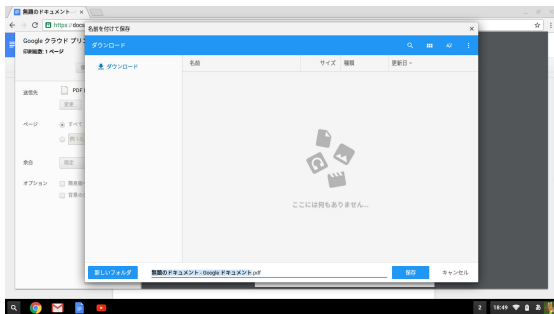 無題のドキュメント
https://docs
Google クラウド プリ
印刷範囲: 1 ページ
送信先
PDF
変更
ページ
すべて
余白
既定
オプション
名前を付けて保存
ダウンロード
ダウンロード
名前 サイズ 種類 更新日
ここには何もありません...
新しいフォルダ
無題のドキュメント - Google ドキュメント.pdf
保存
キャンセル
2 18:49 あ